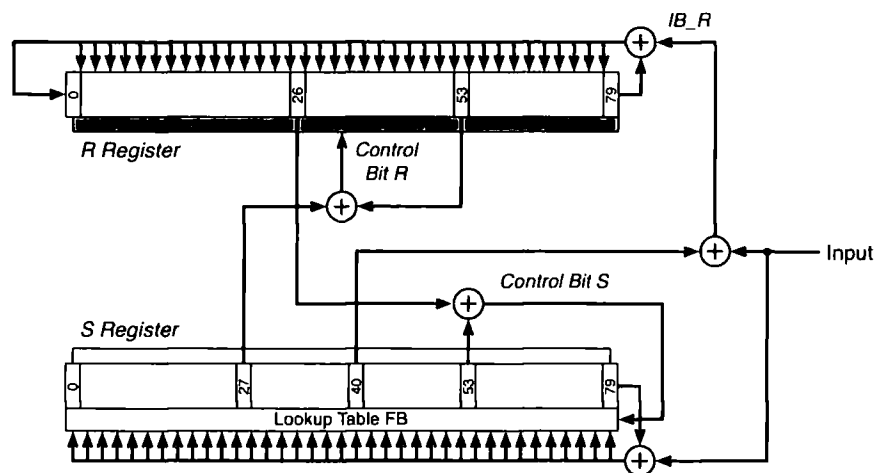 IB_R
0
26
53
79
R Register
Control
Bit R
Input
Control Bit S
S Register
0
27
40
53
79
Lookup Table FB